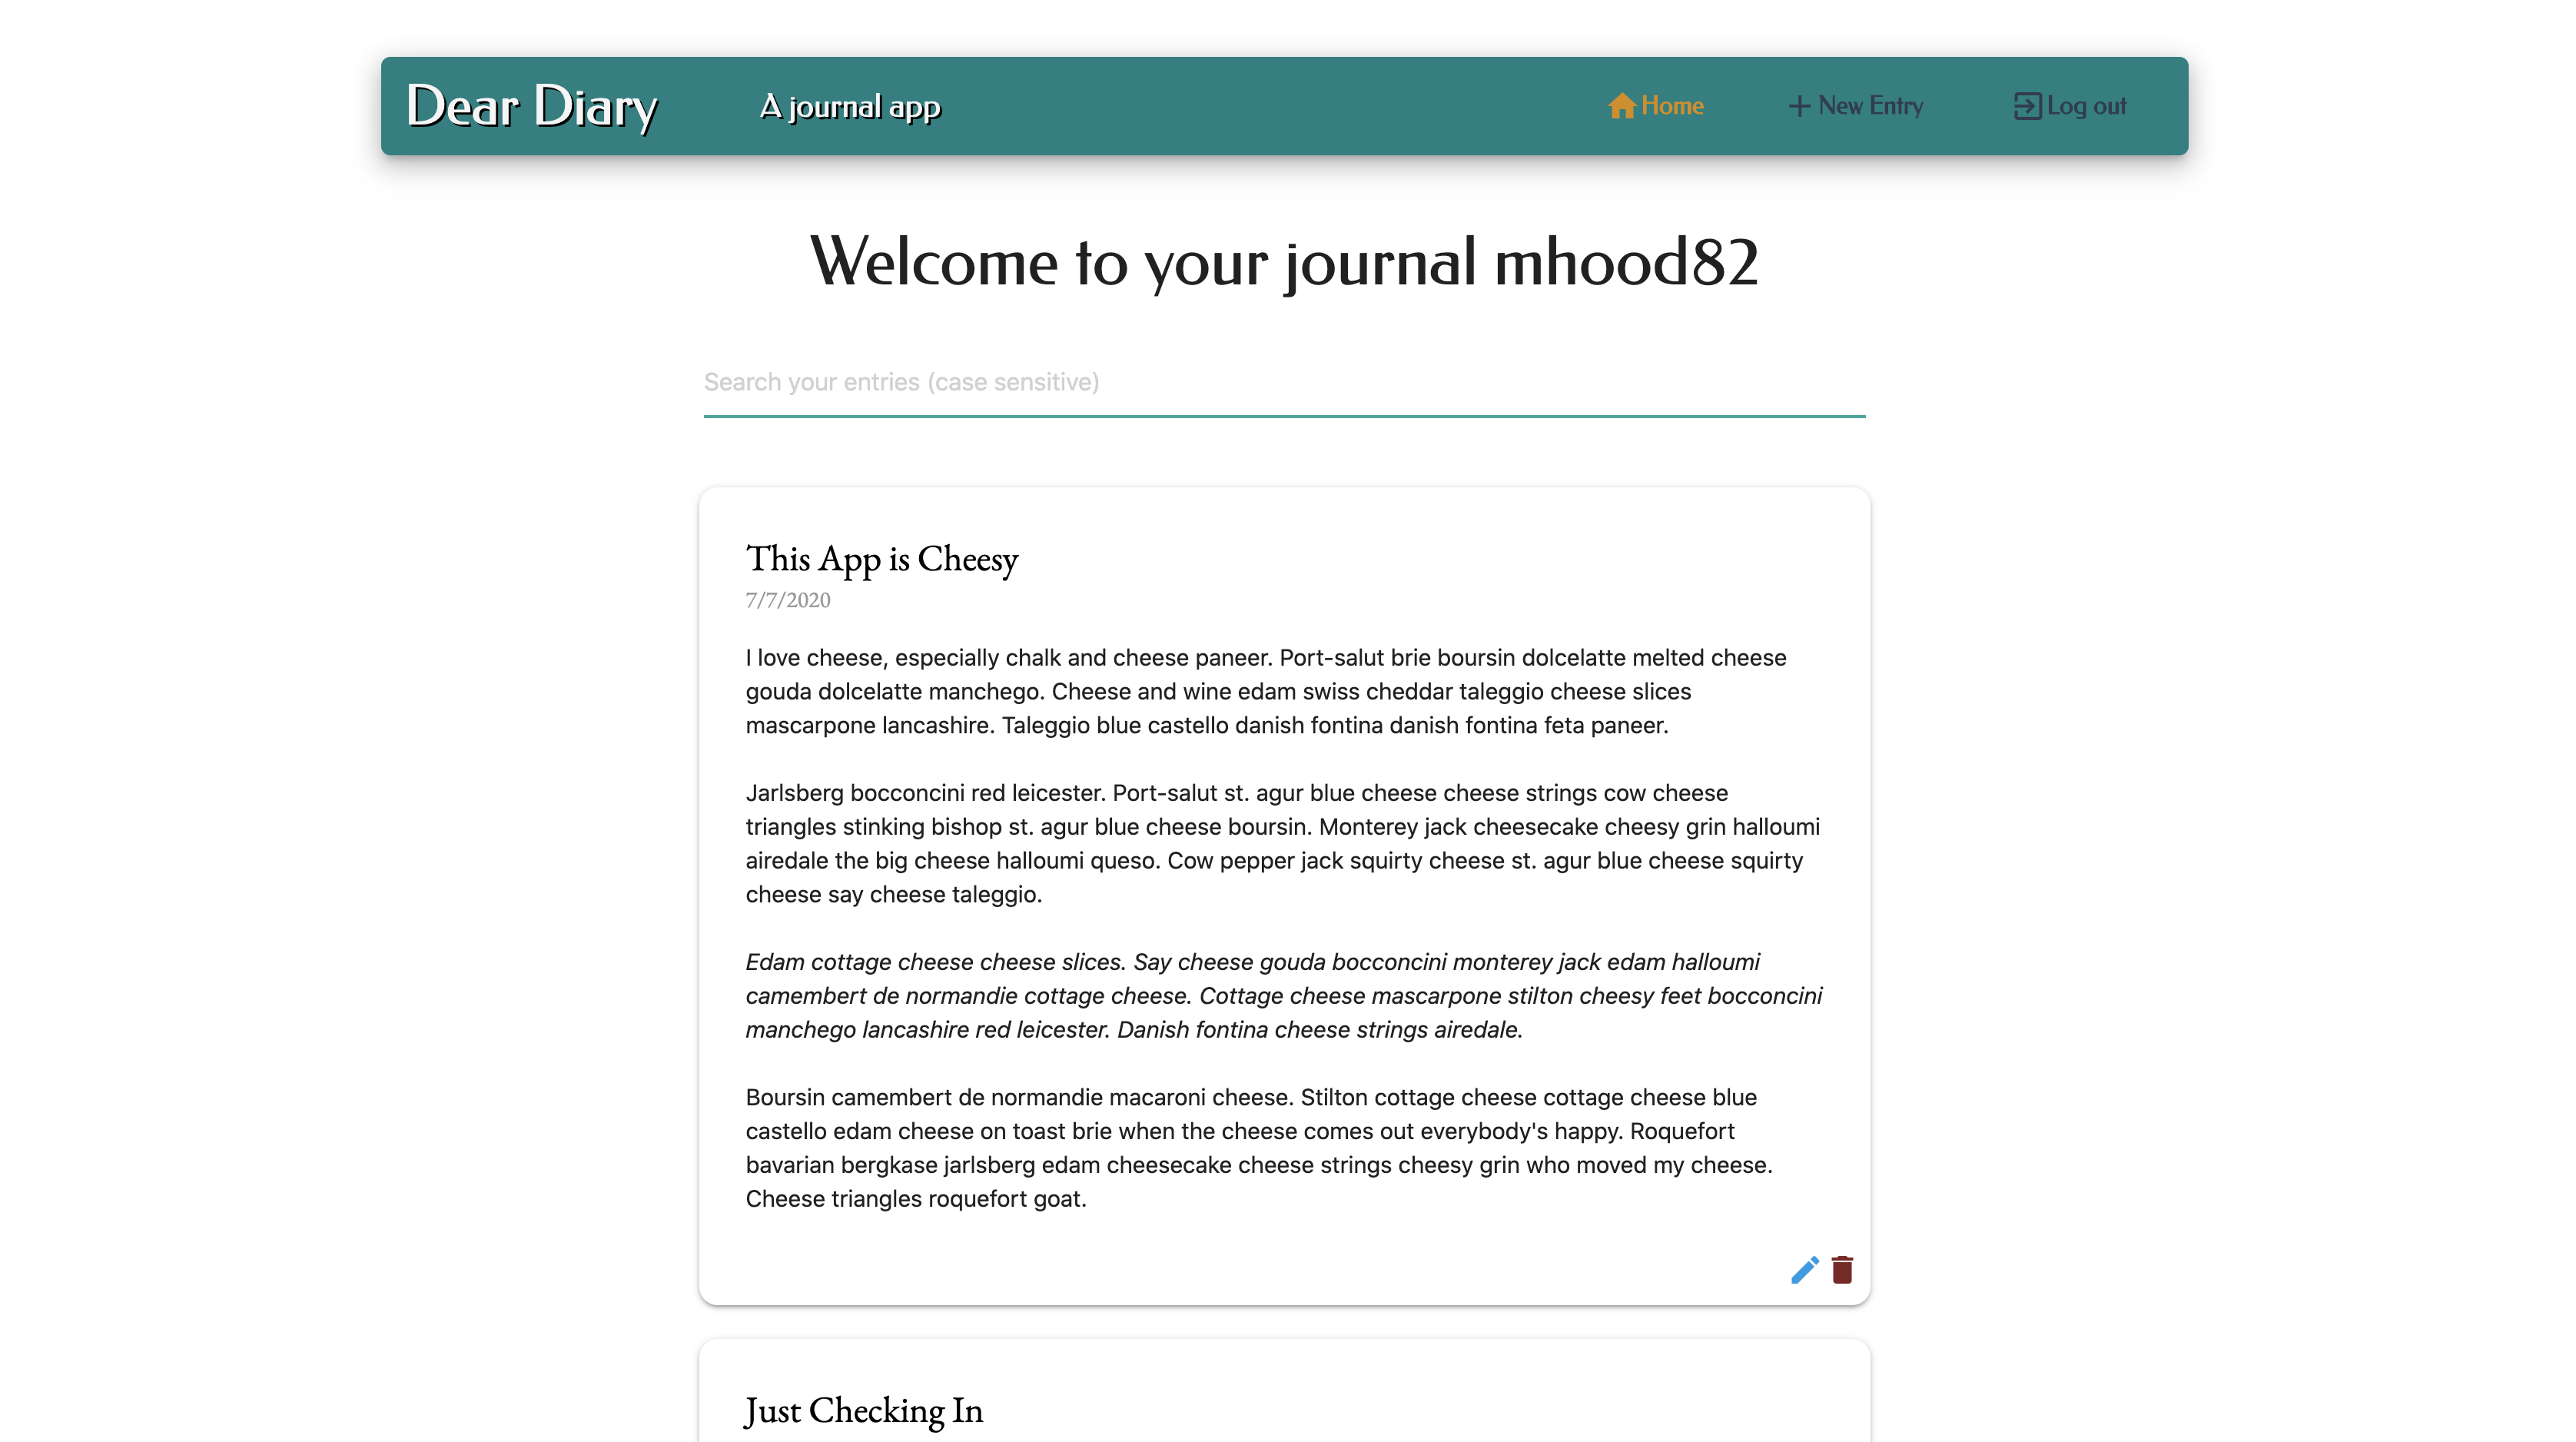 Dear Diary
A journal app
Home
New Entry
Log out
Welcome to your journal mhood82
Search your entries (case sensitive)
This App is Cheesy
7/7/2020
I love cheese, especially chalk and cheese paneer. Port-salut brie boursin dolcelatte melted cheese
gouda dolcelatte manchego. Cheese and wine edam swiss cheddar taleggio cheese slices
mascarpone lancashire. Taleggio blue castello danish fontina danish fontina feta paneer.
Jarlsberg bocconcini red leicester. Port-salut st. agur blue cheese cheese strings cow cheese
triangles stinking bishop st. agur blue cheese boursin. Monterey jack cheesecake cheesy grin halloumi
airedale the big cheese halloumi queso. Cow pepper jack squirty cheese st. agur blue cheese squirty
cheese say cheese taleggio.
Edam cottage cheese cheese slices. Say cheese gouda bocconcini monterey jack edam halloumi
camembert de normandie cottage cheese. Cottage cheese mascarpone stilton cheesy feet bocconcini
manchego lancashire red leicester. Danish fontina cheese strings airedale.
Boursin camembert de normandie macaroni cheese. Stilton cottage cheese cottage cheese blue
castello edam cheese on toast brie when the cheese comes out everybody's happy. Roquefort
bavarian bergkase jarlsberg edam cheesecake cheese strings cheesy grin who moved my cheese.
Cheese triangles roquefort goat.
Just Checking In